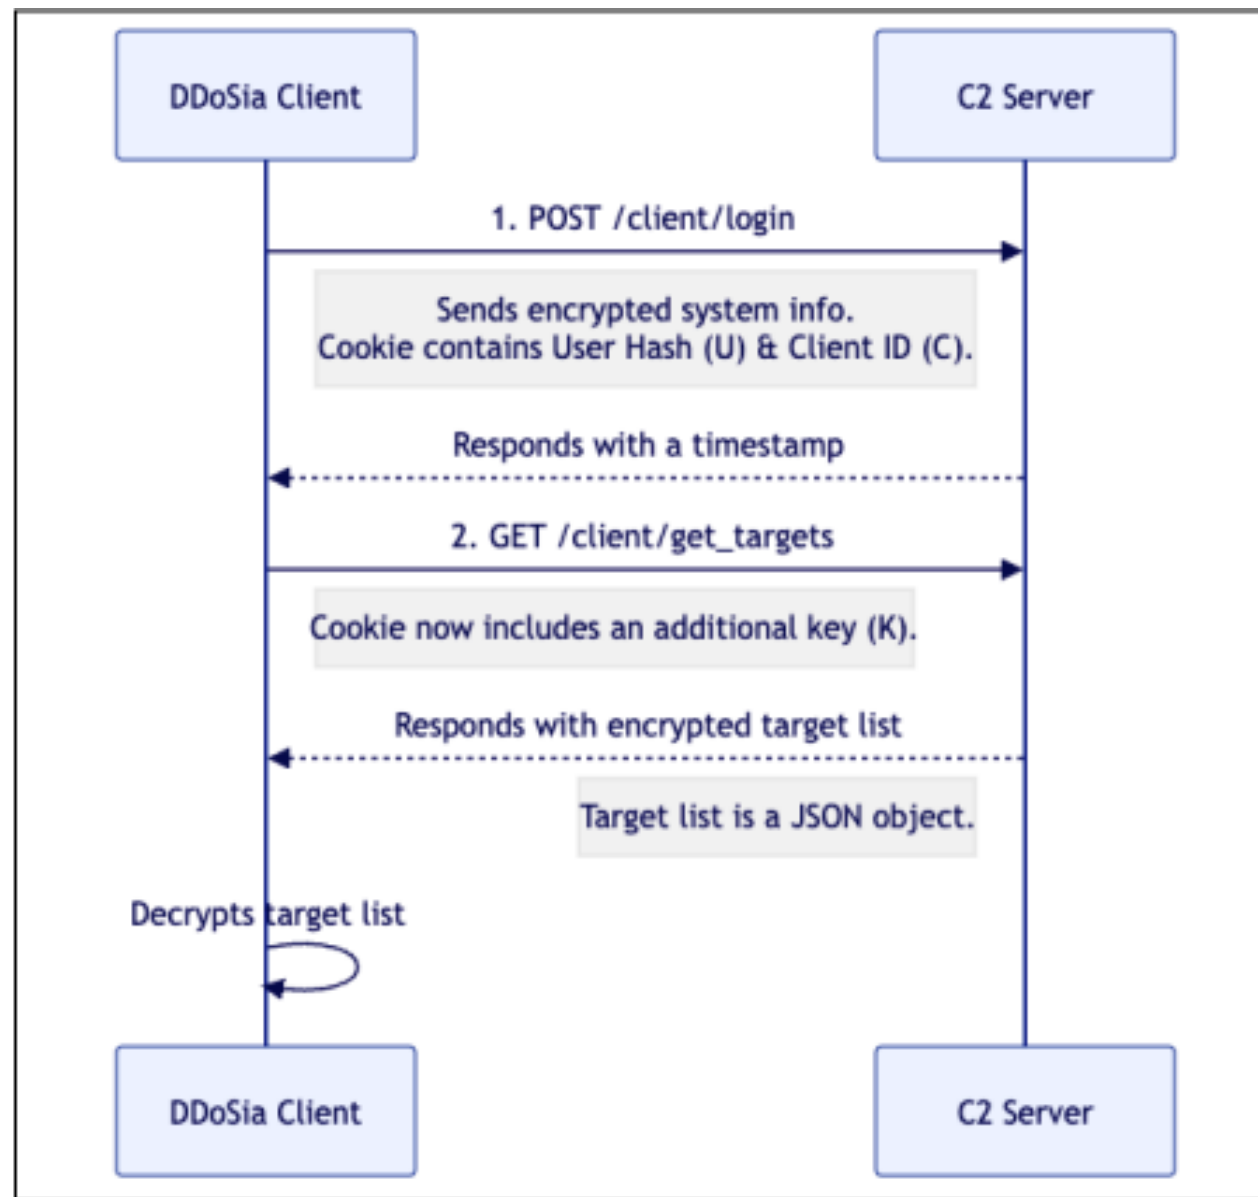 DDoSia Client
C2 Server
1. POST /client/login
Sends encrypted system info.
Cookie contains User Hash (U) & Client ID (C).
Responds with a timestamp
2. GET /client/get_targets
Cookie now includes an additional key (K).
Responds with encrypted target list
Target list is a JSON object.
Decrypts target list
DDoSia Client
C2 Server